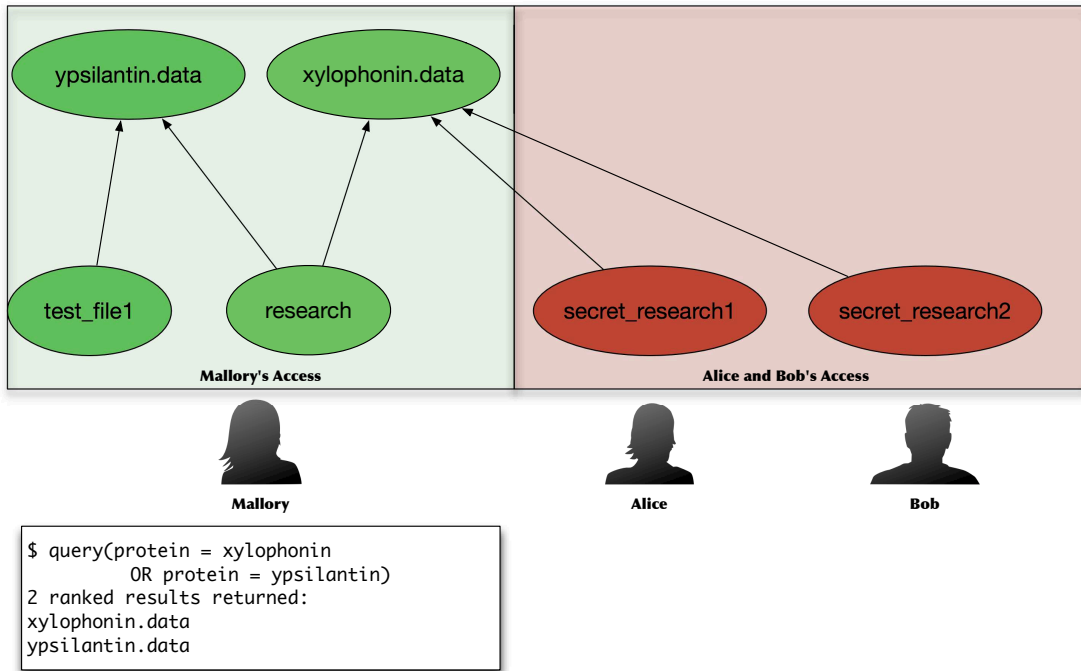 ypsilantin.data
xylophonin.data
test_file1
research
secret_research1
secret_research2
Mallory's Access
Alice and Bob's Access
Mallory
Alice
Bob
$ query(protein = xylophonin
OR protein = ypsilantin)
2 ranked results returned:
xylophonin.data
ypsilantin.data